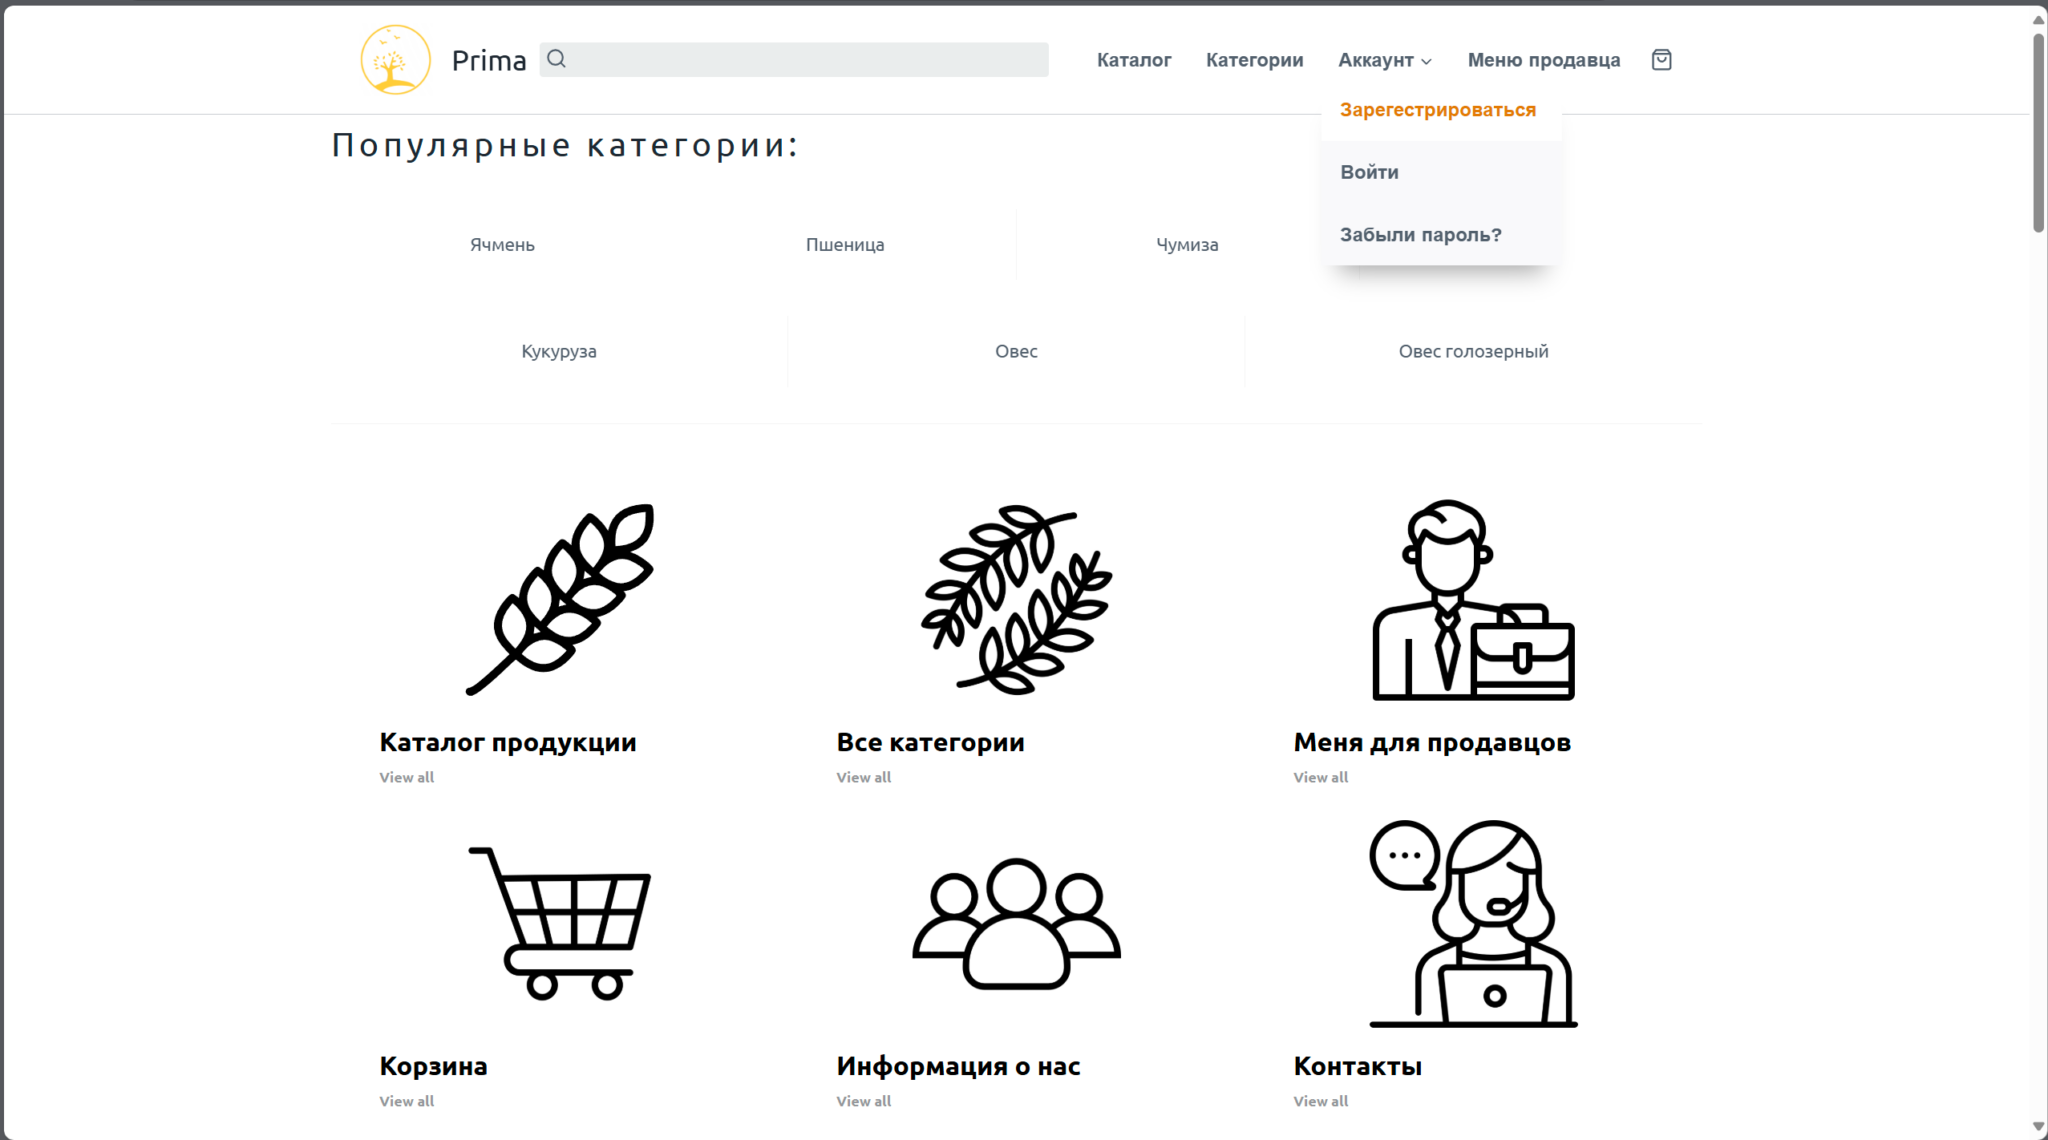 Prima
Каталог
Категории
Аккаунт
Меню продавца
Зарегестрироваться
Войти
Забыли пароль?
Популярные категории:
Ячмень
Пшеница
Чумиза
Кукуруза
Овес
Овес голозерный
Каталог продукции
View all
Все категории
View all
Меня для продавцов
View all
Корзина
View all
Информация о нас
View all
Контакты
View all